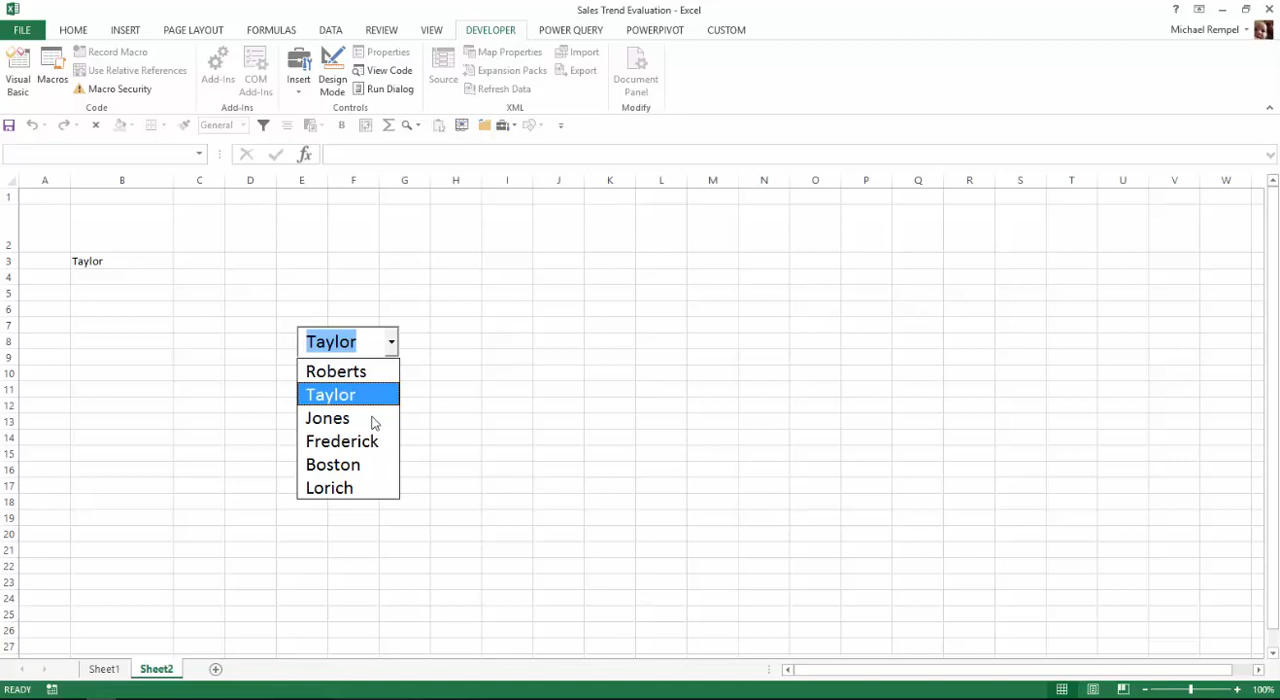 Sales Trend Evaluation - Excel
FILE HOME INSERT PAGE LAYOUT FORMULAS DATA REVIEW VIEW DEVELOPER POWER QUERY POWERPIVOT CUSTOM Michael Rempel
Visual Basic
Macros
Record Macro
Use Relative References
Macro Security
Code
Add-Ins
COM Add-Ins
Add-Ins
Insert
Design Mode
Properties
View Code
Run Dialog
Controls
Source
Map Properties
Expansion Packs
Refresh Data
Import
Export
XML
Document Panel
Modify
General
B
fx
A B C D E F G H I J K L M N O P Q R S T U V W
1
2
3 Taylor
4
5
6
7
8 Taylor
9
10 Roberts
11 Taylor
12
13 Jones
14 Frederick
15
16 Boston
17 Lorich
18
19
20
21
22
23
24
25
26
27
Sheet1 Sheet2
READY 100%